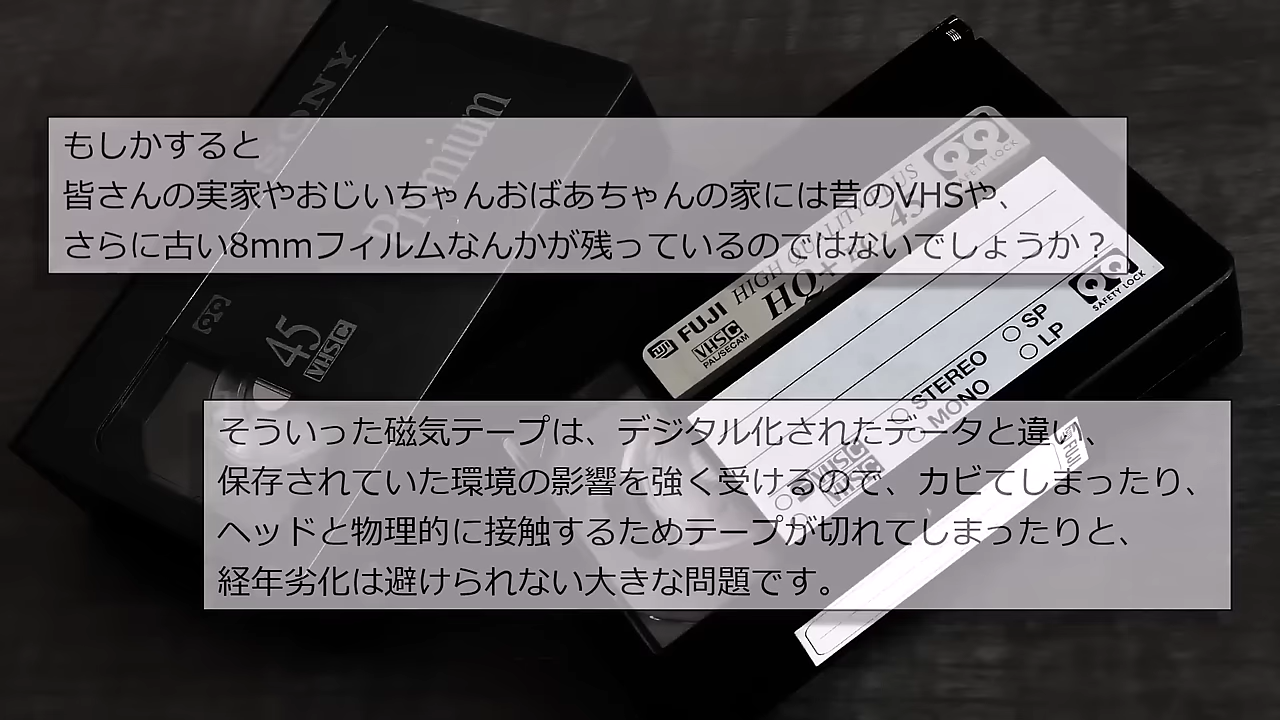 もしかすると
皆さんの実家やおじいちゃんおばあちゃんの家には昔のVHSや、
さらに古い8mmフィルムなんかが残っているのではないでしょうか？
そういった磁気テープは、デジタル化されたデータと違い、
保存されていた環境の影響を強く受けるので、カビてしまったり、
ヘッドと物理的に接触するためテープが切れてしまったりと、
経年劣化は避けられない大きな問題です。
SONY
Premium
45
VHSC
FUJI HIGH QUALITY
HQ+
45
VHSC
PAL/SECAM
SAFETY LOCK
SP
LP
STEREO
MONO
SAFETY LOCK
VHSC
FUJI